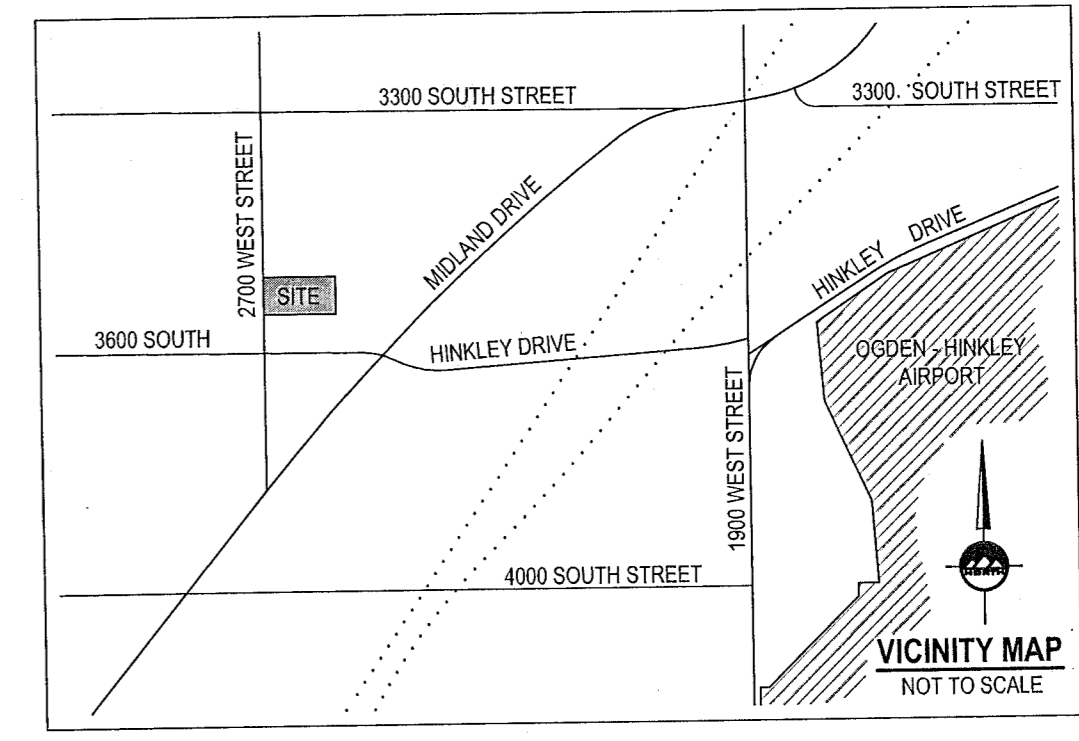 3300 SOUTH STREET
3300. SOUTH STREET
2700 WEST STREET
MIDLAND DRIVE
HINKLEY DRIVE
SITE
3600 SOUTH
HINKLEY DRIVE
OGDEN - HINKLEY
AIRPORT
1900 WEST STREET
4000 SOUTH STREET
VICINITY MAP
NOT TO SCALE